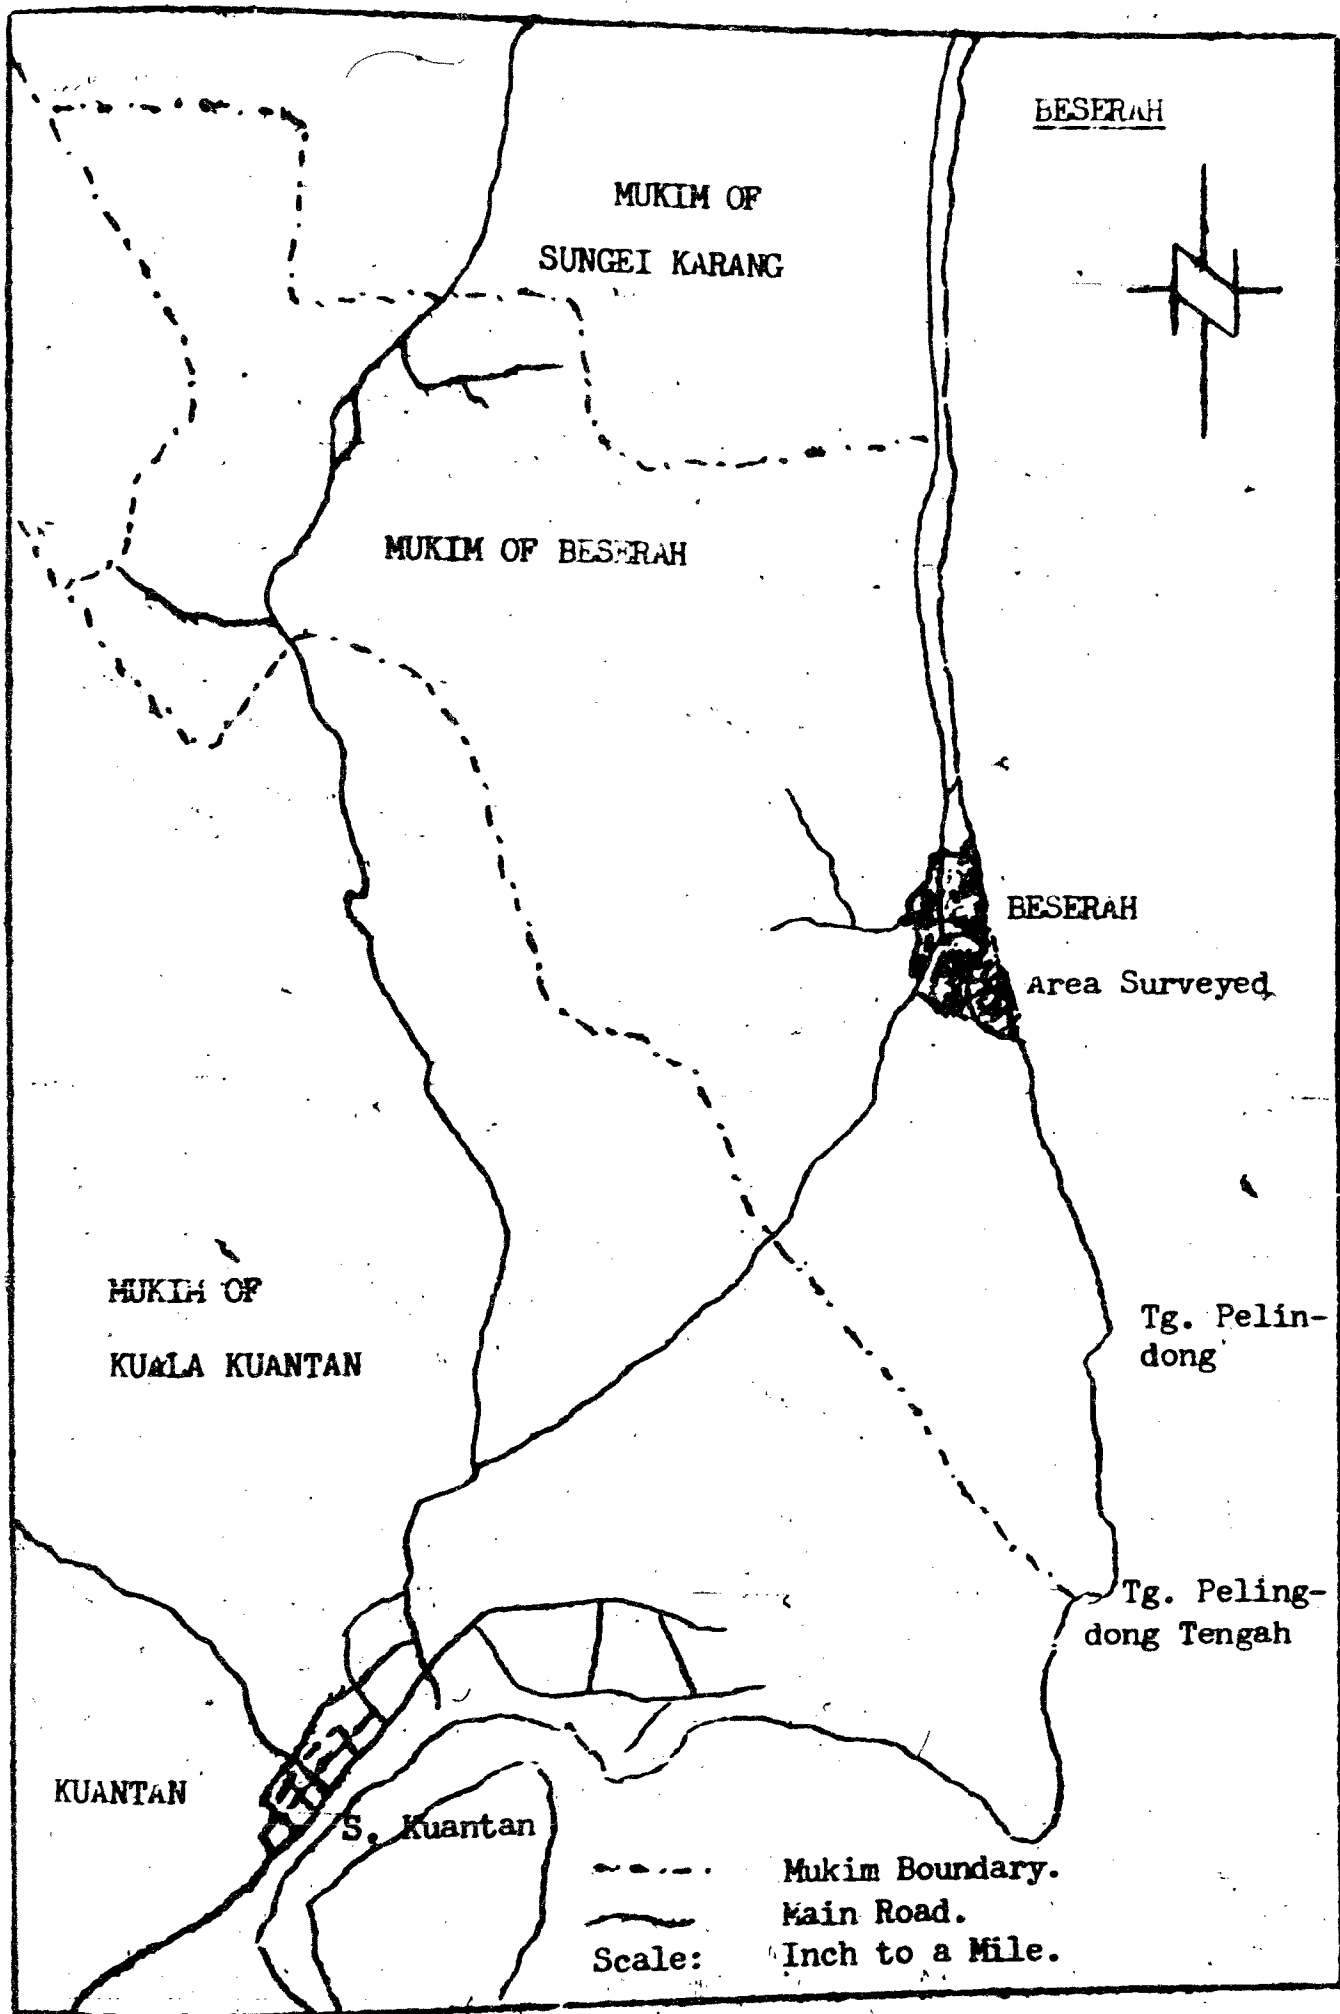 BESERAH
MUKIM OF
SUNGEI KARANG
MUKIM OF BESERAH
BESERAH
Area Surveyed
MUKIM OF
KUALA KUANTAN
Tg. Pelin-
dong
Tg. Peling-
dong Tengah
KUANTAN
S. Kuantan
Mukim Boundary.
Main Road.
Scale: Inch to a Mile.